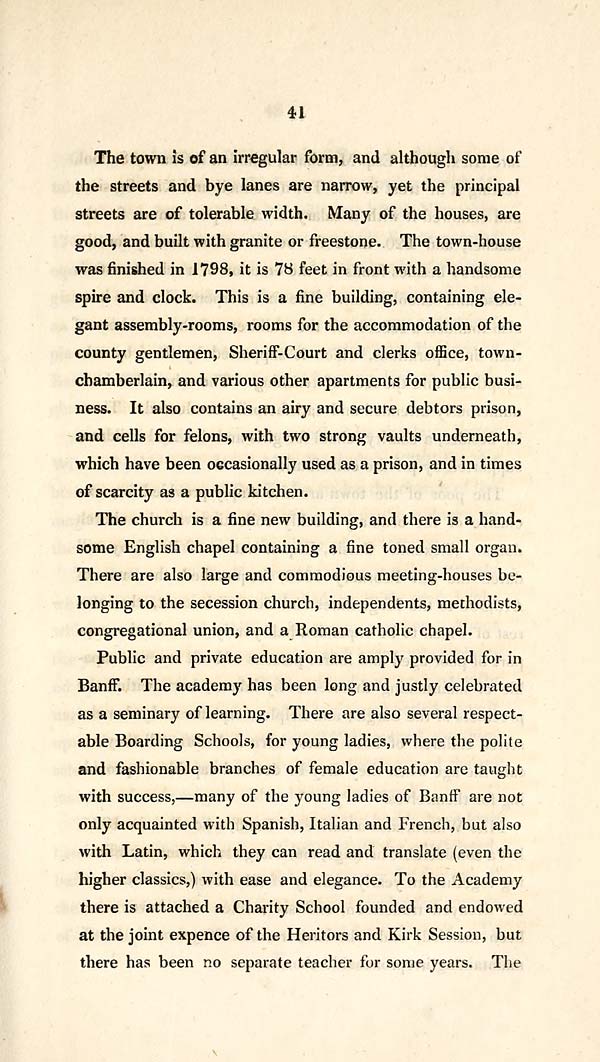 41
The town is of an irregular form, and although some of
the streets and bye lanes are narrow, yet the principal
streets are of tolerable width. Many of the houses, are
good, and built with granite or freestone. The town-house
was finished in 1798, it is 78 feet in front with a handsome
spire and clock. This is a fine building, containing ele-
gant assembly-rooms, rooms for the accommodation of the
county gentlemen, Sheriff-Court and clerks office, town-
chamberlain, and various other apartments for public busi-
ness. It also contains an airy and secure debtors prison,
and cells for felons, with two strong vaults underneath,
which have been occasionally used as a prison, and in times
of scarcity as a public kitchen.
The church is a fine new building, and there is a hand-
some English chapel containing a fine toned small organ.
There are also large and commodious meeting-houses be-
longing to the secession church, independents, methodists,
congregational union, and a Roman catholic chapel.
Public and private education are amply provided for in
Banff. The academy has been long and justly celebrated
as a seminary of learning. There are also several respect-
able Boarding Schools, for young ladies, where the polite
and fashionable branches of female education are taught
with success,—many of the young ladies of Banff are not
only acquainted with Spanish, Italian and French, but also
with Latin, which they can read and translate (even the
higher classics,) with ease and elegance. To the Academy
there is attached a Charity School founded and endowed
at the joint expence of the Heritors and Kirk Session, but
there has been no separate teacher for some years. The